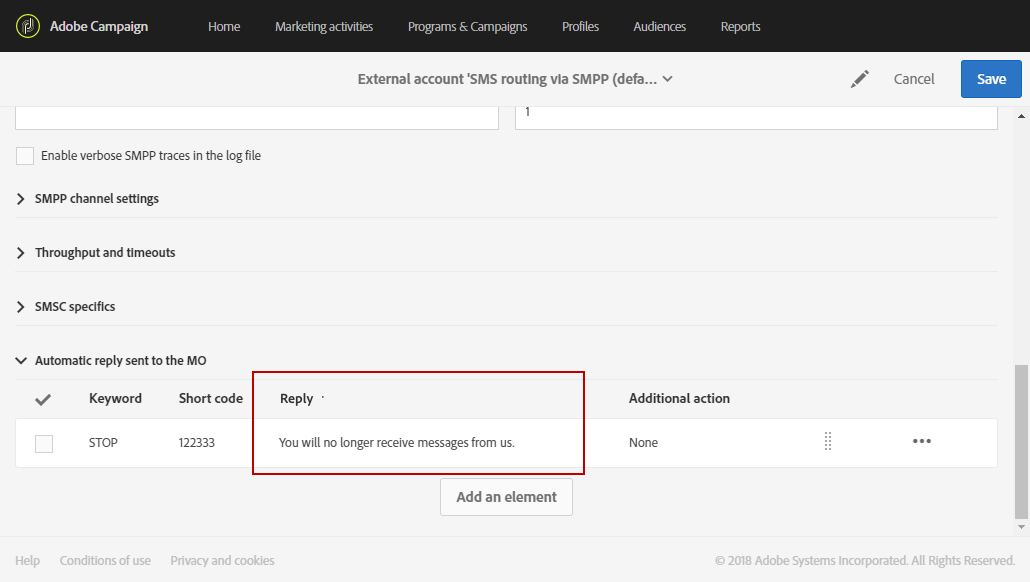 Adobe Campaign Home Marketing activities Programs & Campaigns Profiles Audiences Reports
External account 'SMS routing via SMPP (defa... Cancel Save
1
Enable verbose SMPP traces in the log file
SMPP channel settings
Throughput and timeouts
SMSC specifics
Automatic reply sent to the MO
Keyword Short code Reply Additional action
STOP 122333 You will no longer receive messages from us. None
Add an element
Help Conditions of use Privacy and cookies © 2018 Adobe Systems Incorporated. All Rights Reserved.